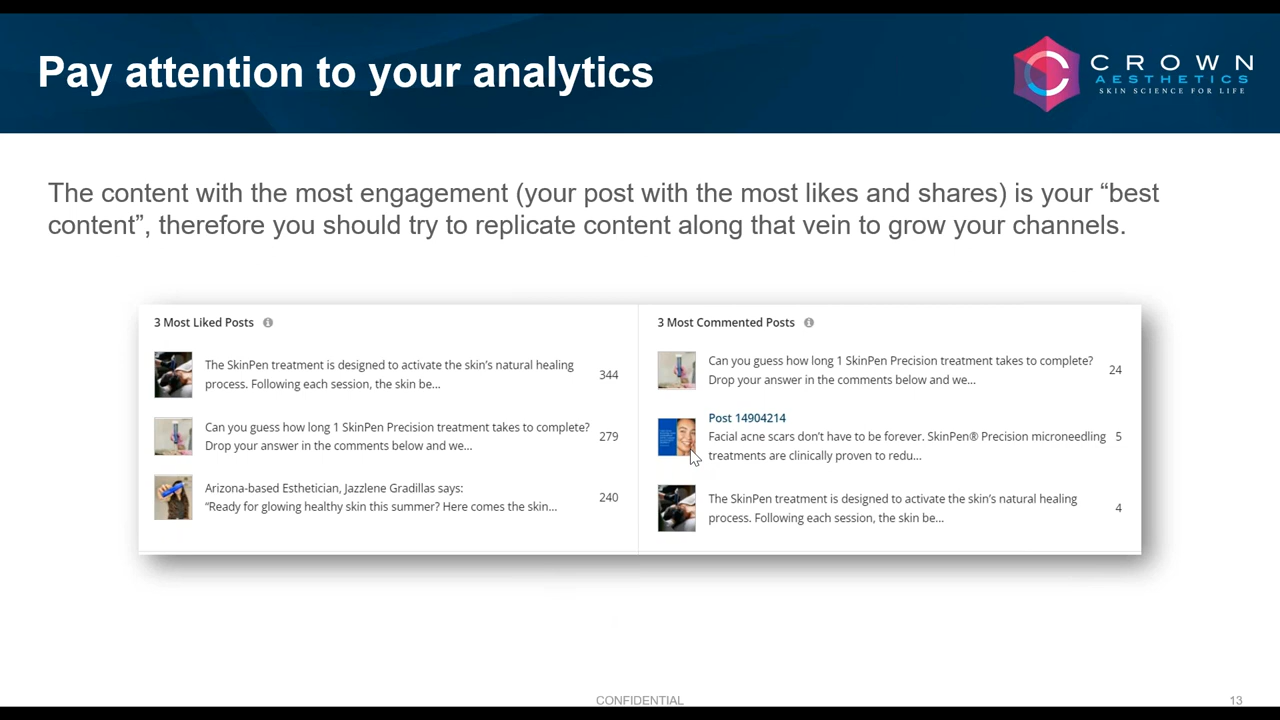 Pay attention to your analytics
CROWN
AESTHETICS
SKIN SCIENCE FOR LIFE
The content with the most engagement (your post with the most likes and shares) is your “best
content”, therefore you should try to replicate content along that vein to grow your channels.
3 Most Liked Posts
The SkinPen treatment is designed to activate the skin’s natural healing
process. Following each session, the skin be...
344
Can you guess how long 1 SkinPen Precision treatment takes to complete?
Drop your answer in the comments below and we...
279
Arizona-based Esthetician, Jazzlene Gradillas says:
“Ready for glowing healthy skin this summer? Here comes the skin...
240
3 Most Commented Posts
Can you guess how long 1 SkinPen Precision treatment takes to complete?
Drop your answer in the comments below and we...
24
Post 14904214
Facial acne scars don’t have to be forever. SkinPen® Precision microneedling
treatments are clinically proven to redu...
5
The SkinPen treatment is designed to activate the skin’s natural healing
process. Following each session, the skin be...
4
CONFIDENTIAL
13